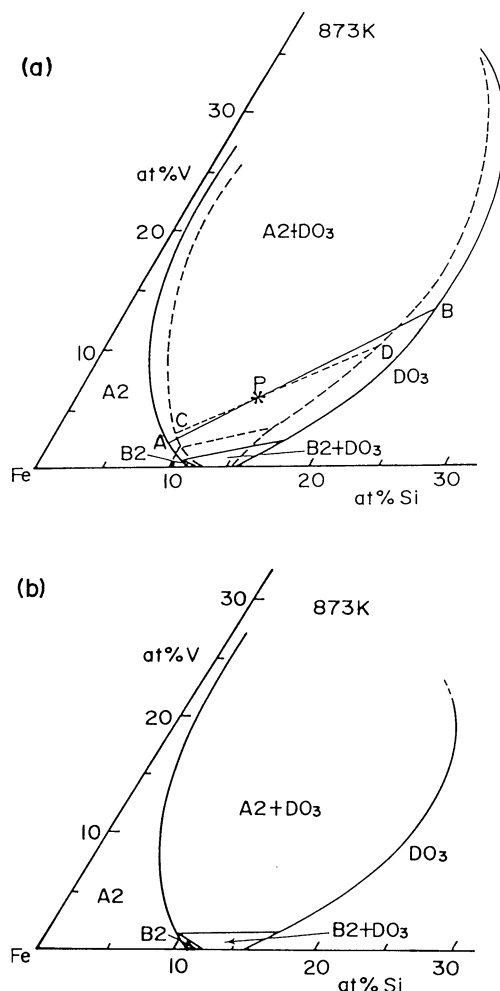 (a)
873K
30
at%V
20
A2+DO₃
B
10
D
P
*
DO₃
A2
C
A
B2
B2+DO₃
Fe
10
20
30
at% Si
(b)
30
873K
at%V
20
A2+DO₃
10
DO₃
A2
B2
B2+DO₃
Fe
10
20
30
at% Si